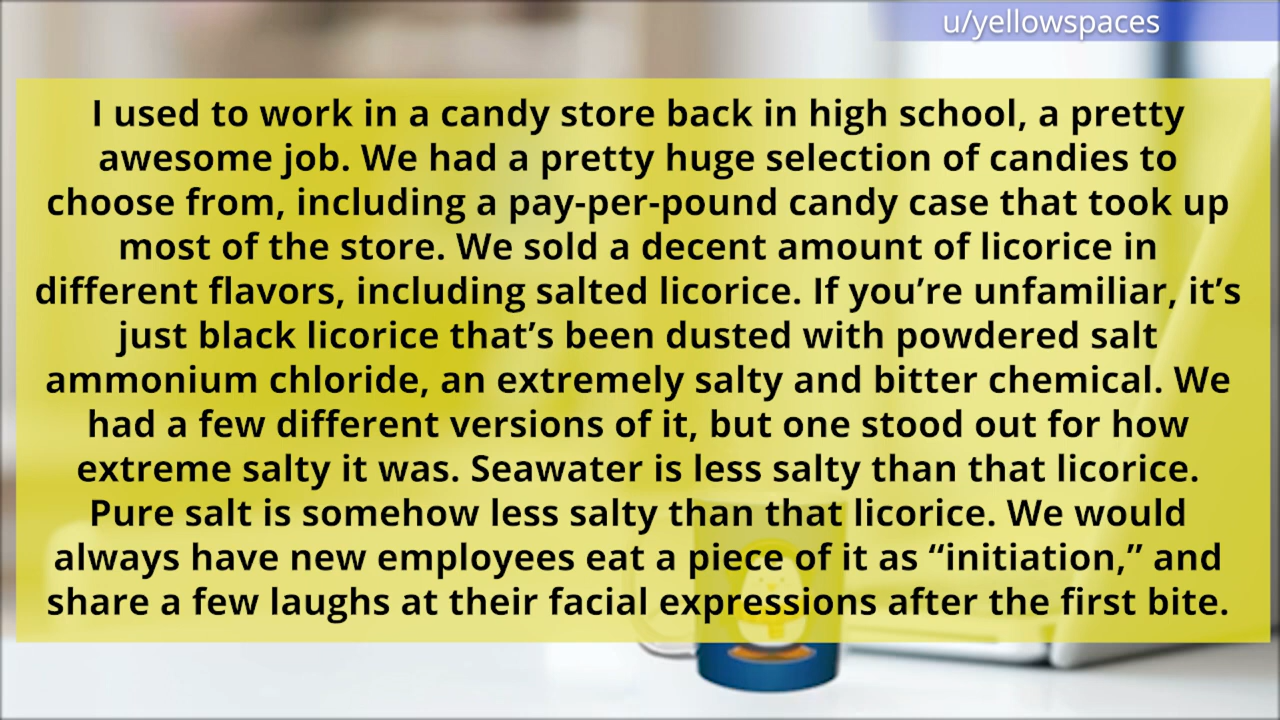 u/yellowspaces
I used to work in a candy store back in high school, a pretty
awesome job. We had a pretty huge selection of candies to
choose from, including a pay-per-pound candy case that took up
most of the store. We sold a decent amount of licorice in
different flavors, including salted licorice. If you’re unfamiliar, it’s
just black licorice that’s been dusted with powdered salt
ammonium chloride, an extremely salty and bitter chemical. We
had a few different versions of it, but one stood out for how
extreme salty it was. Seawater is less salty than that licorice.
Pure salt is somehow less salty than that licorice. We would
always have new employees eat a piece of it as “initiation,” and
share a few laughs at their facial expressions after the first bite.